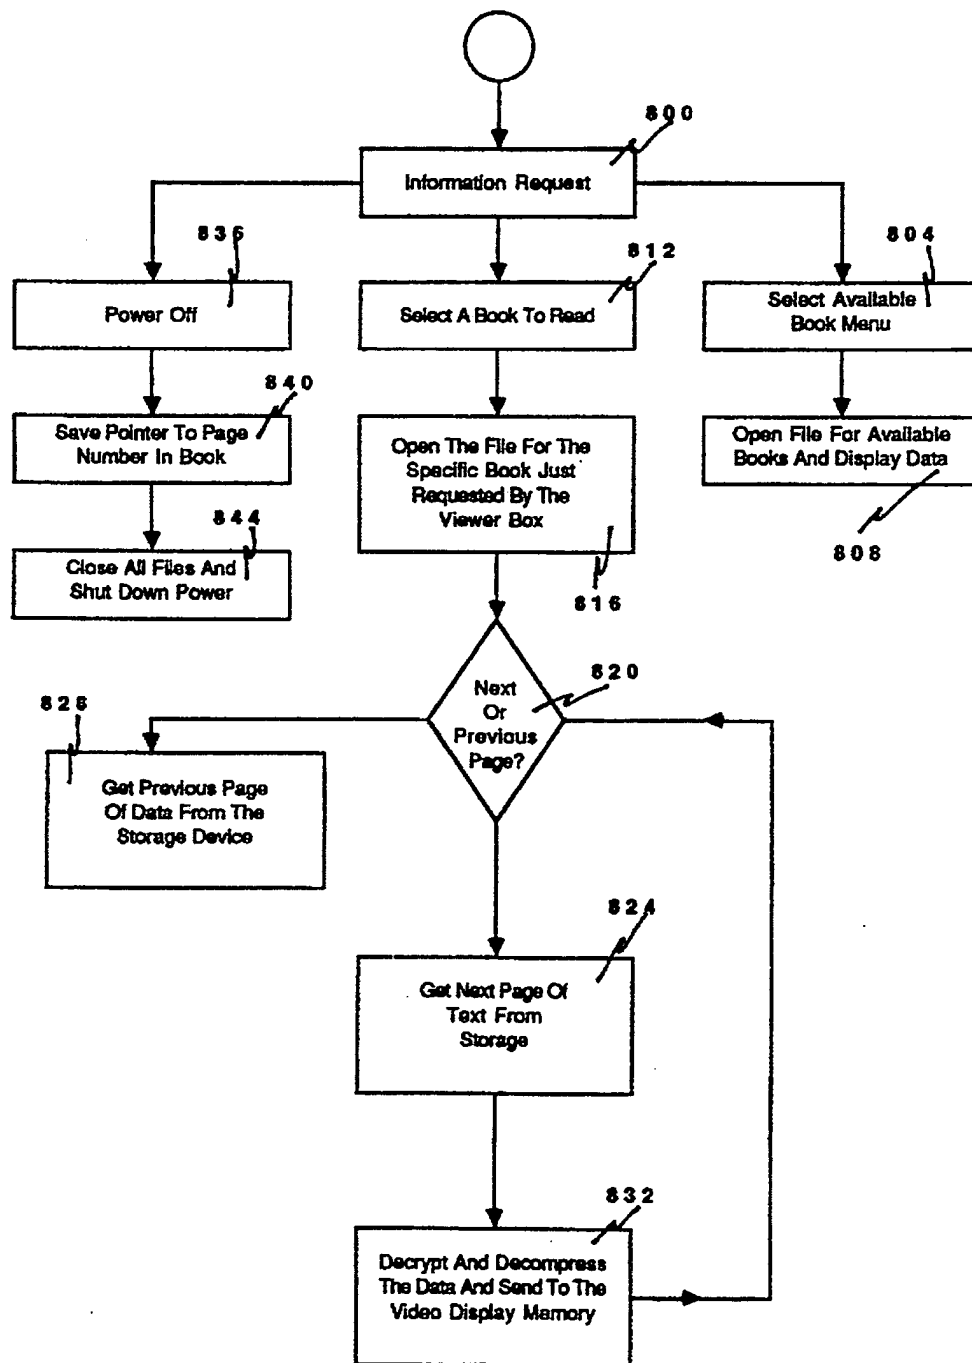 800
Information Request
836
812
804
Power Off
Select A Book To Read
Select Available
Book Menu
840
Save Pointer To Page
Number In Book
Open The File For The
Specific Book Just
Requested By The
Viewer Box
Open File For Available
Books And Display Data
844
Close All Files And
Shut Down Power
808
816
820
Next
Or
Previous
Page?
828
Get Previous Page
Of Data From The
Storage Device
824
Get Next Page Of
Text From
Storage
832
Decrypt And Decompress
The Data And Send To The
Video Display Memory